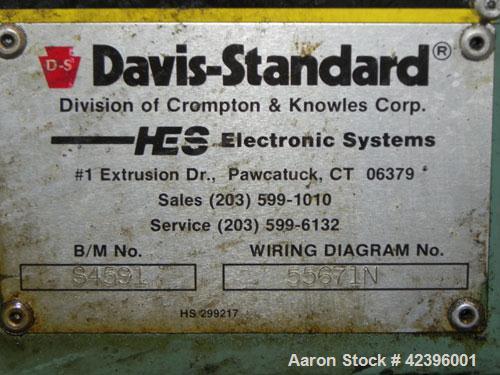 D-S Davis-Standard®
Division of Crompton & Knowles Corp.
HES Electronic Systems
#1 Extrusion Dr., Pawcatuck, CT 06379
Sales (203) 599-1010
Service (203) 599-6132
B/M No. WIRING DIAGRAM No.
S4591 55671N
HS 299217
Aaron Stock # 42396001